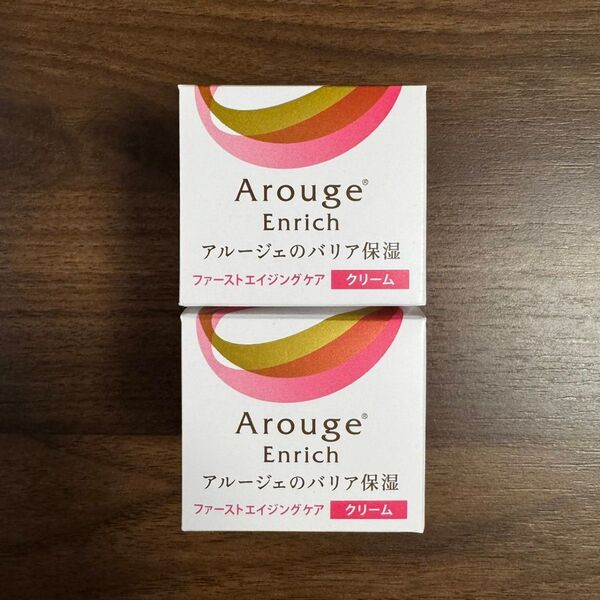 Arouge®
Enrich
アルージェのバリア保湿
ファーストエイジングケア クリーム
Arouge®
Enrich
アルージェのバリア保湿
ファーストエイジングケア クリーム